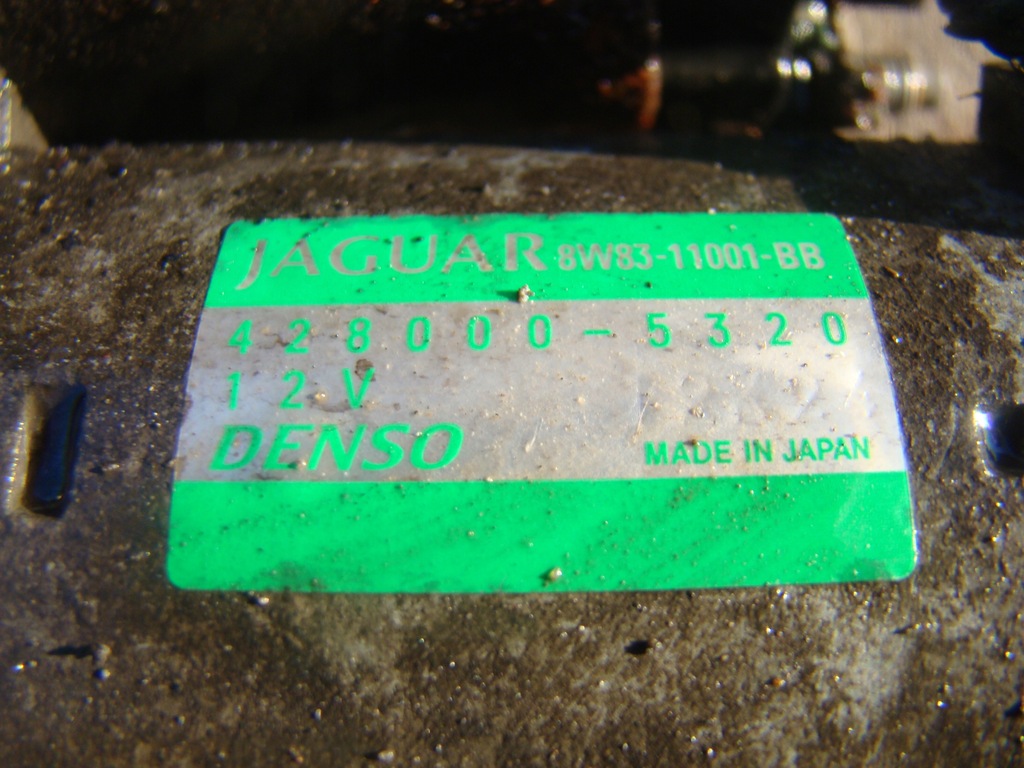 JAGUAR 8W83-11001-BB
428000-5320
12V
DENSO MADE IN JAPAN